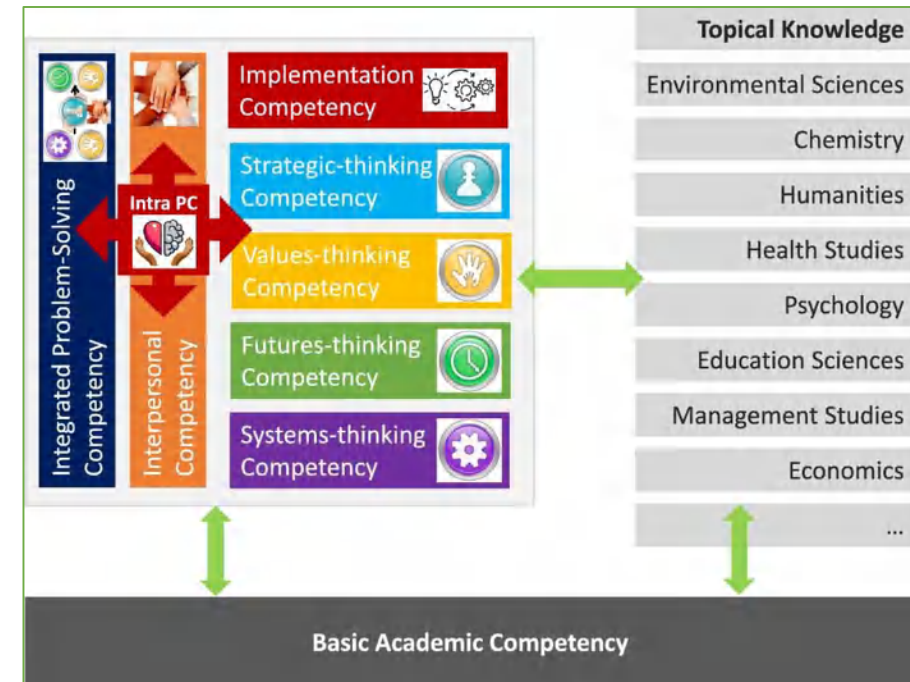 Integrated Problem-Solving
Competency
Interpersonal
Competency
Intra PC
Implementation
Competency
Strategic-thinking
Competency
Values-thinking
Competency
Futures-thinking
Competency
Systems-thinking
Competency
Topical Knowledge
Environmental Sciences
Chemistry
Humanities
Health Studies
Psychology
Education Sciences
Management Studies
Economics
...
Basic Academic Competency